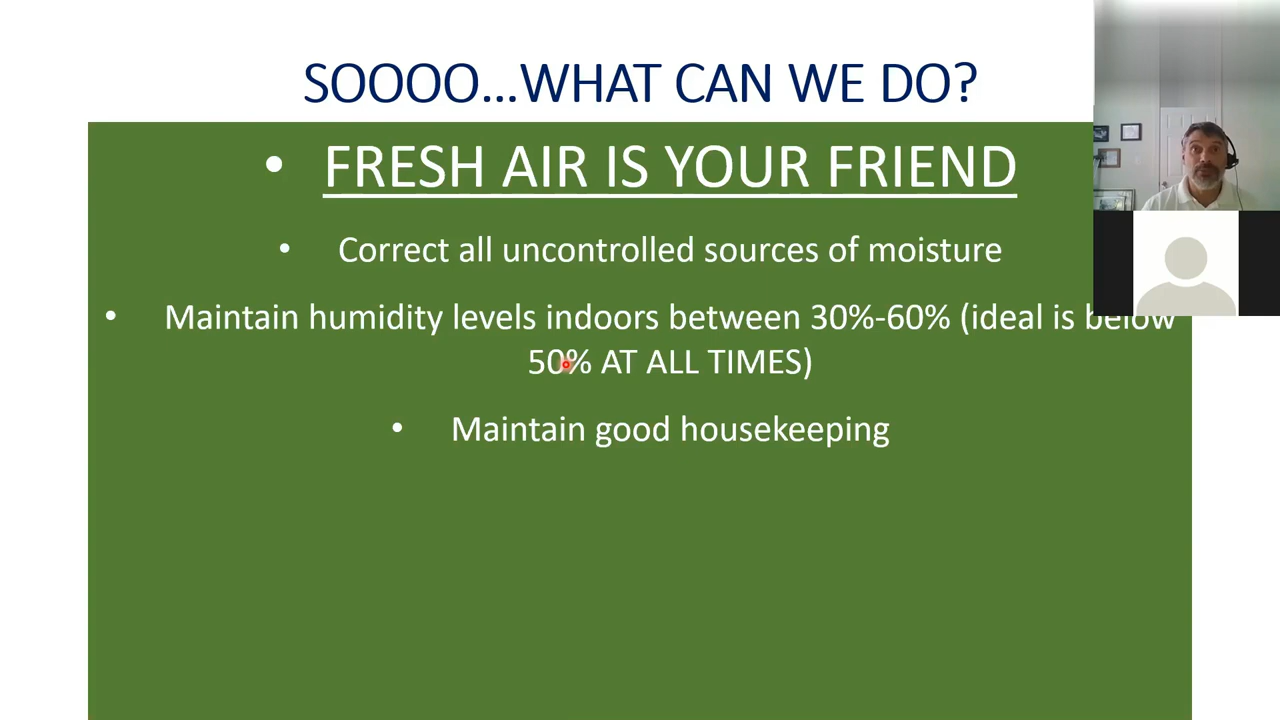 SOOOO...WHAT CAN WE DO?
• FRESH AIR IS YOUR FRIEND
• Correct all uncontrolled sources of moisture
• Maintain humidity levels indoors between 30%-60% (ideal is below
50% AT ALL TIMES)
• Maintain good housekeeping